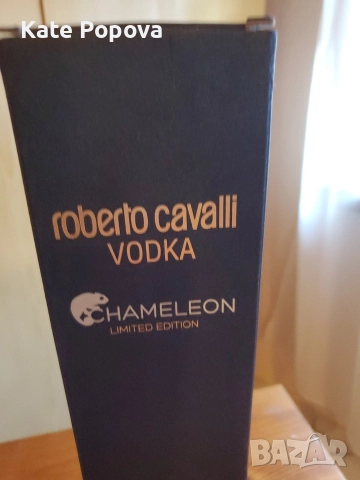 Kate Popova
roberto cavalli
VODKA
CHAMELEON
LIMITED EDITION
BAZAR